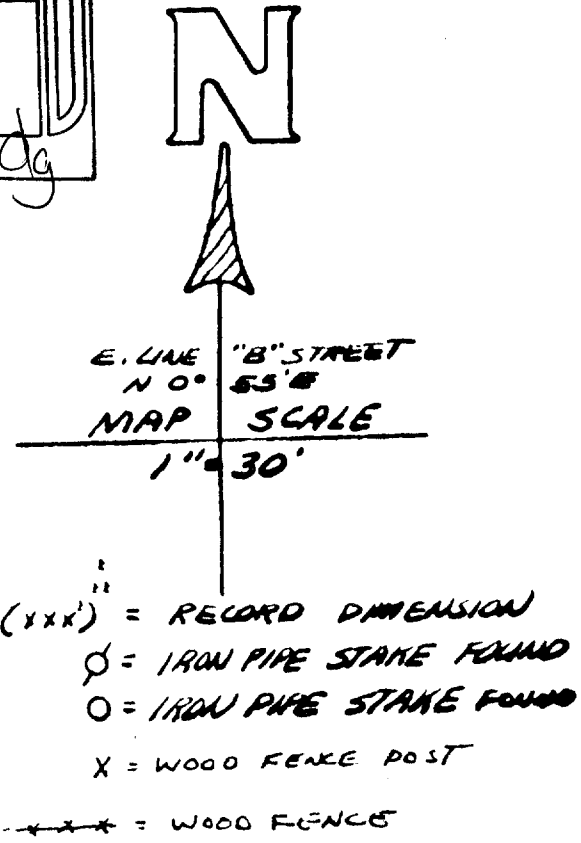 dg
N
E. LINE "B" STREET
N 0° 55' E
MAP SCALE
1" = 30'
(xxx') = RECORD DIMENSION
Ø = IRON PIPE STAKE FOUND
O = IRON PIPE STAKE FOUND
X = WOOD FENCE POST
-x-x-x- = WOOD FENCE